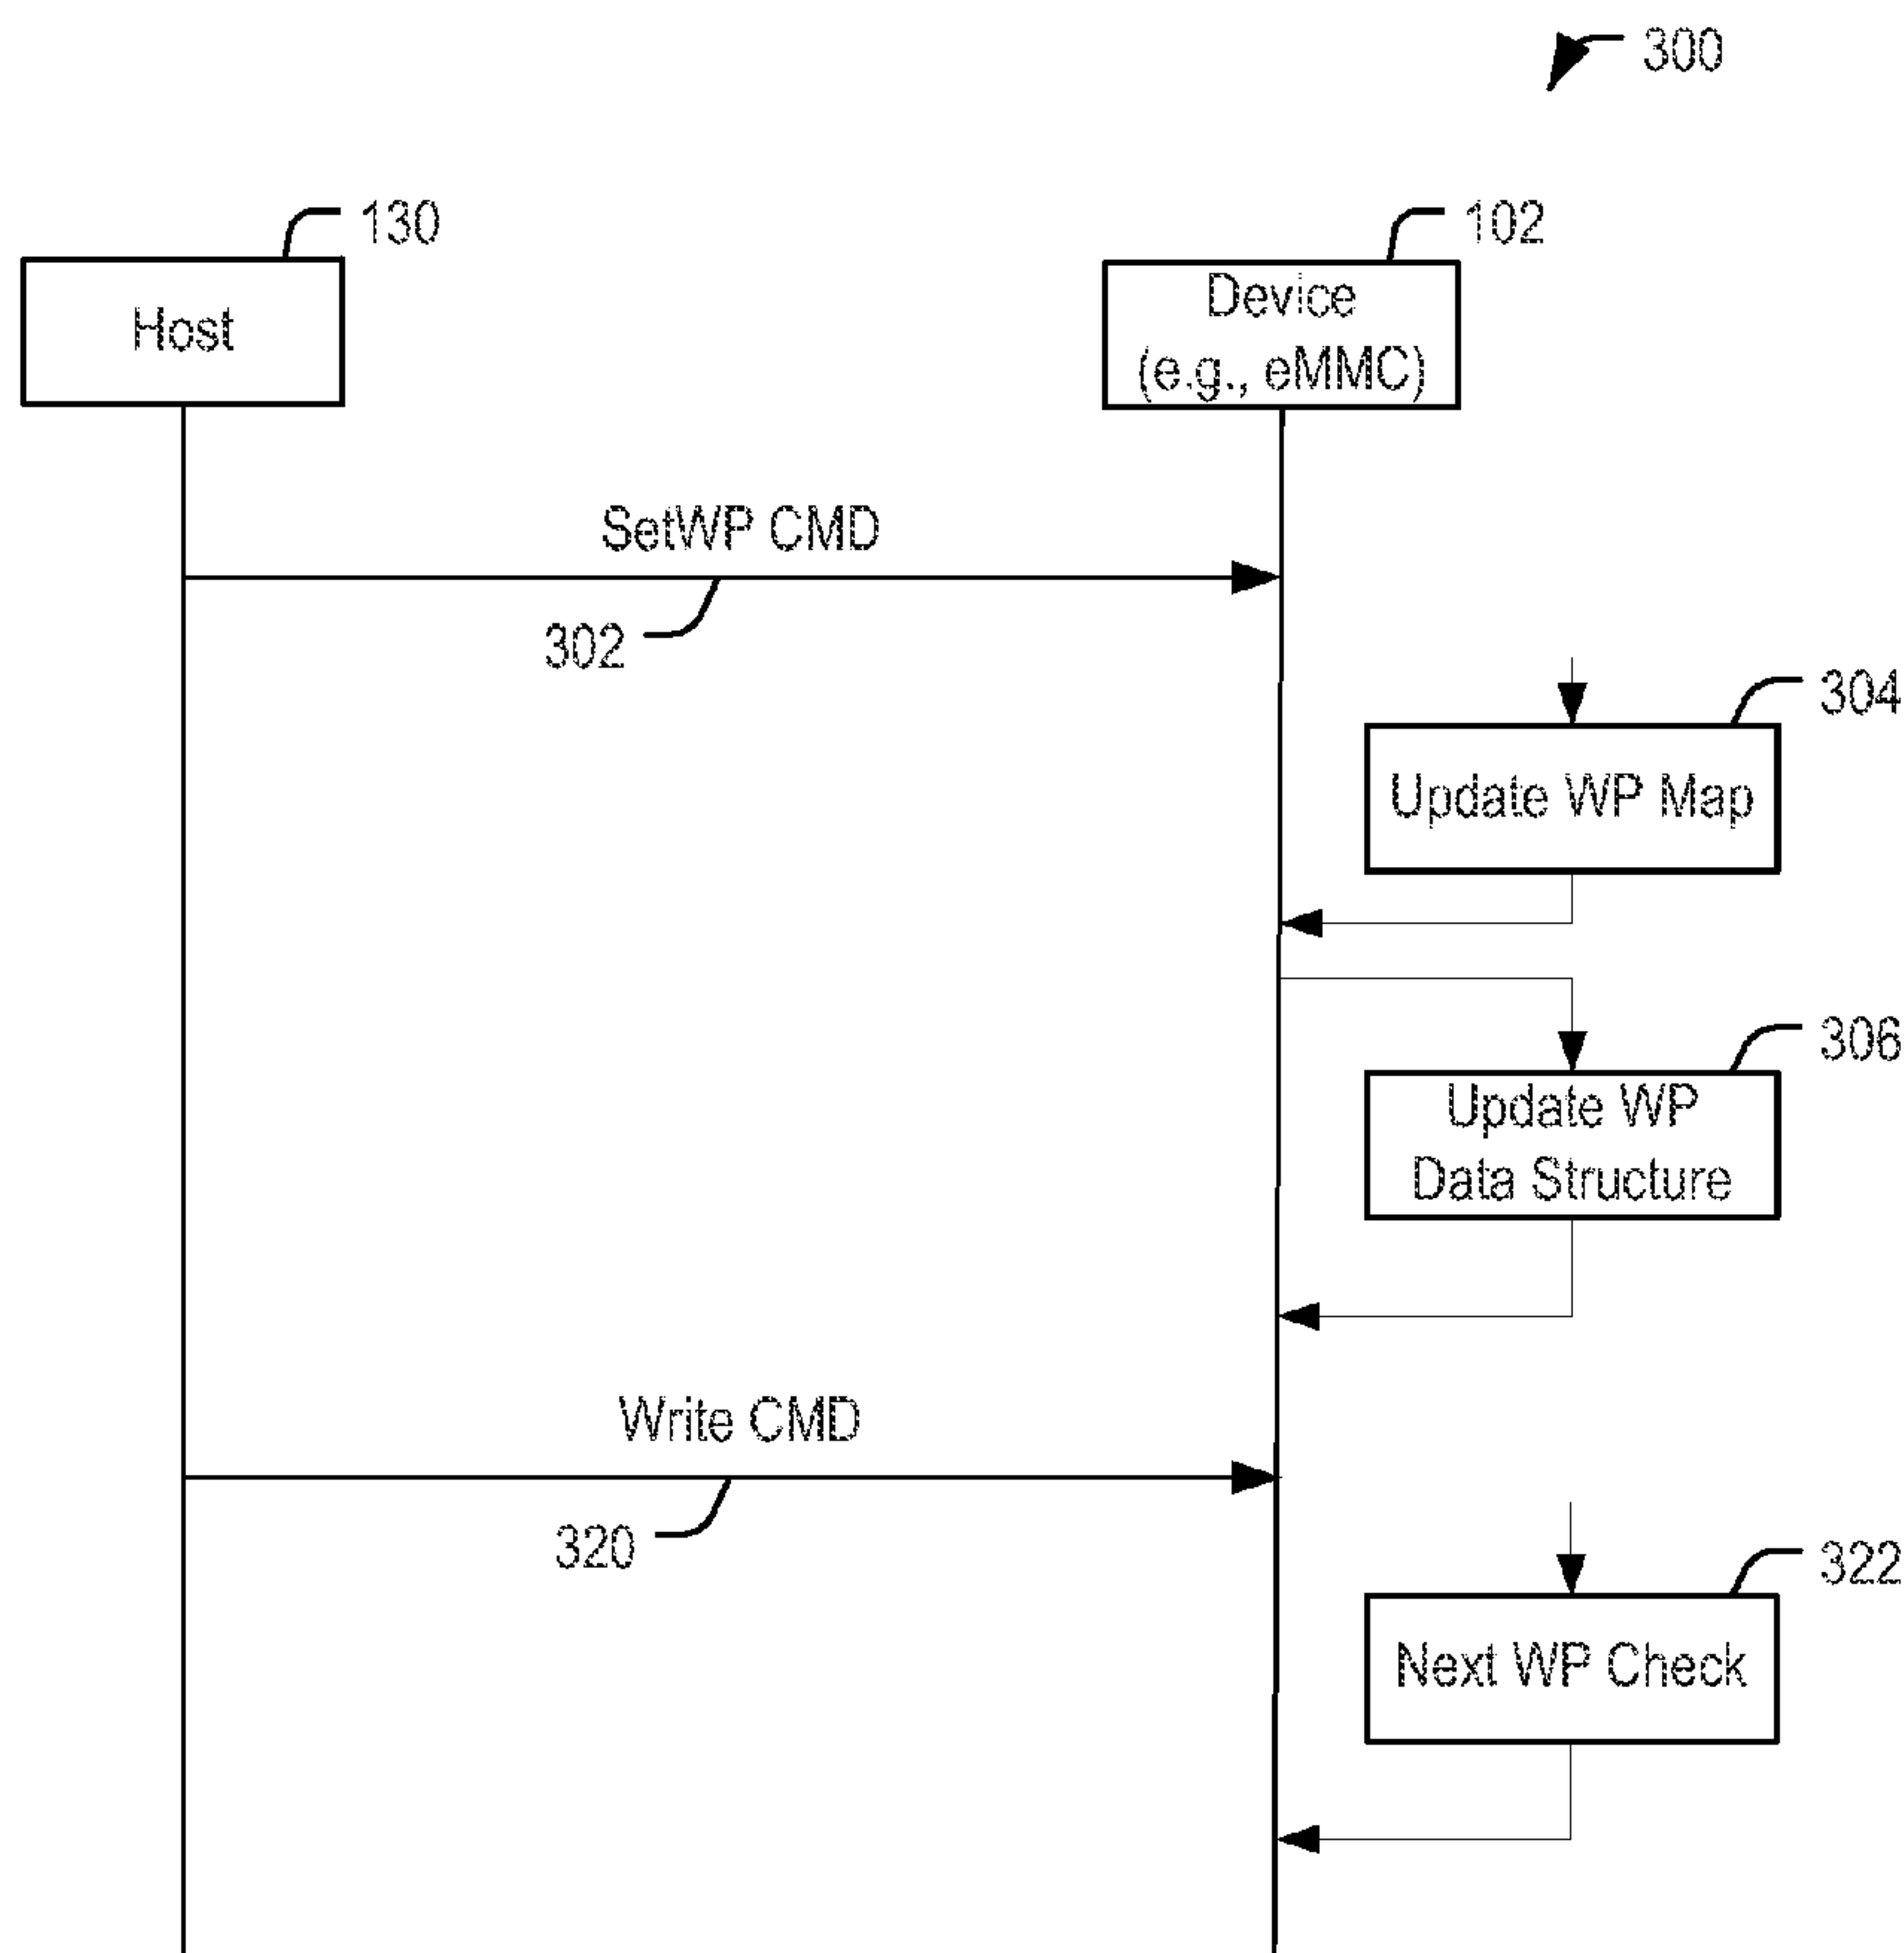 300
130
102
Host
Device
(e.g., eMMC)
SetWP CMD
302
304
Update WP Map
306
Update WP
Data Structure
Write CMD
320
322
Next WP Check